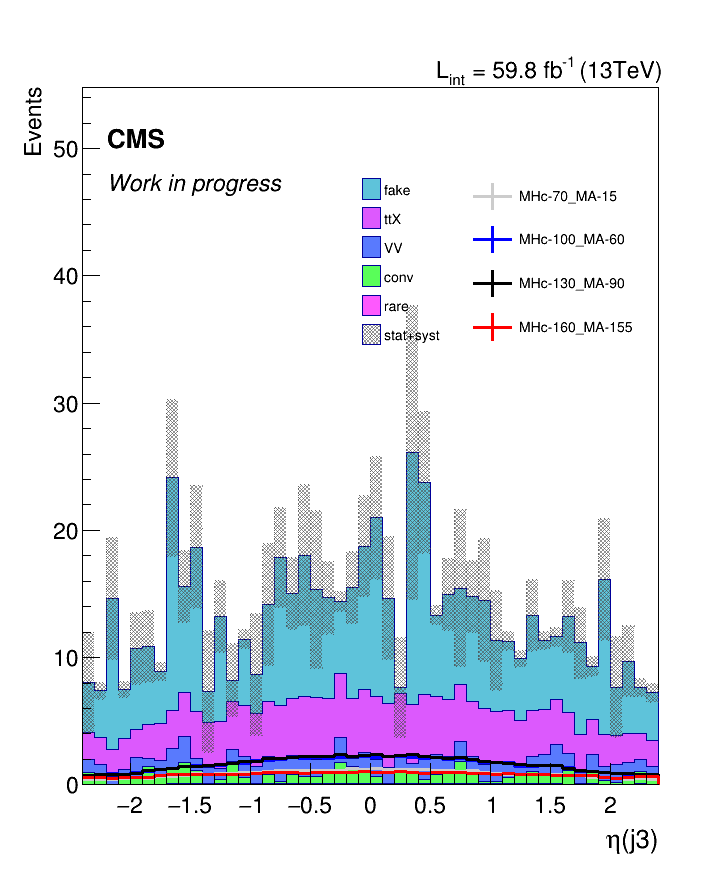 L_int = 59.8 fb^-1 (13TeV)
Events
CMS
Work in progress
fake
ttX
VV
conv
rare
stat+syst
MHc-70_MA-15
MHc-100_MA-60
MHc-130_MA-90
MHc-160_MA-155
50
40
30
20
10
0
−2 −1.5 −1 −0.5 0 0.5 1 1.5 2
η(j3)